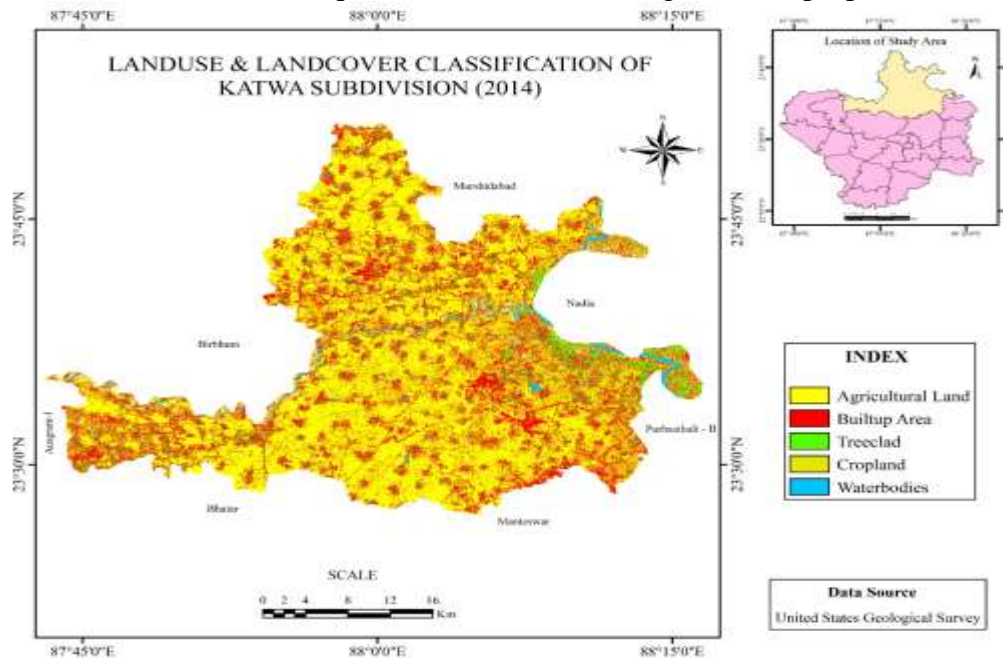 87°45'0"E 88°0'0"E 88°15'0"E
LANDUSE & LANDCOVER CLASSIFICATION OF
KATWA SUBDIVISION (2014)
Location of Study Area
N
W E
S
Murshidabad
23°45'0"N 23°45'0"N
Nadia
Birbhum
INDEX
Agricultural Land
Builtup Area
Treeclad
Cropland
Waterbodies
Ausgram-I
Purbasthali - II
23°30'0"N 23°30'0"N
Bhatar
Manteswar
SCALE
0 2 4 8 12 16
Km
Data Source
United States Geological Survey
87°45'0"E 88°0'0"E 88°15'0"E